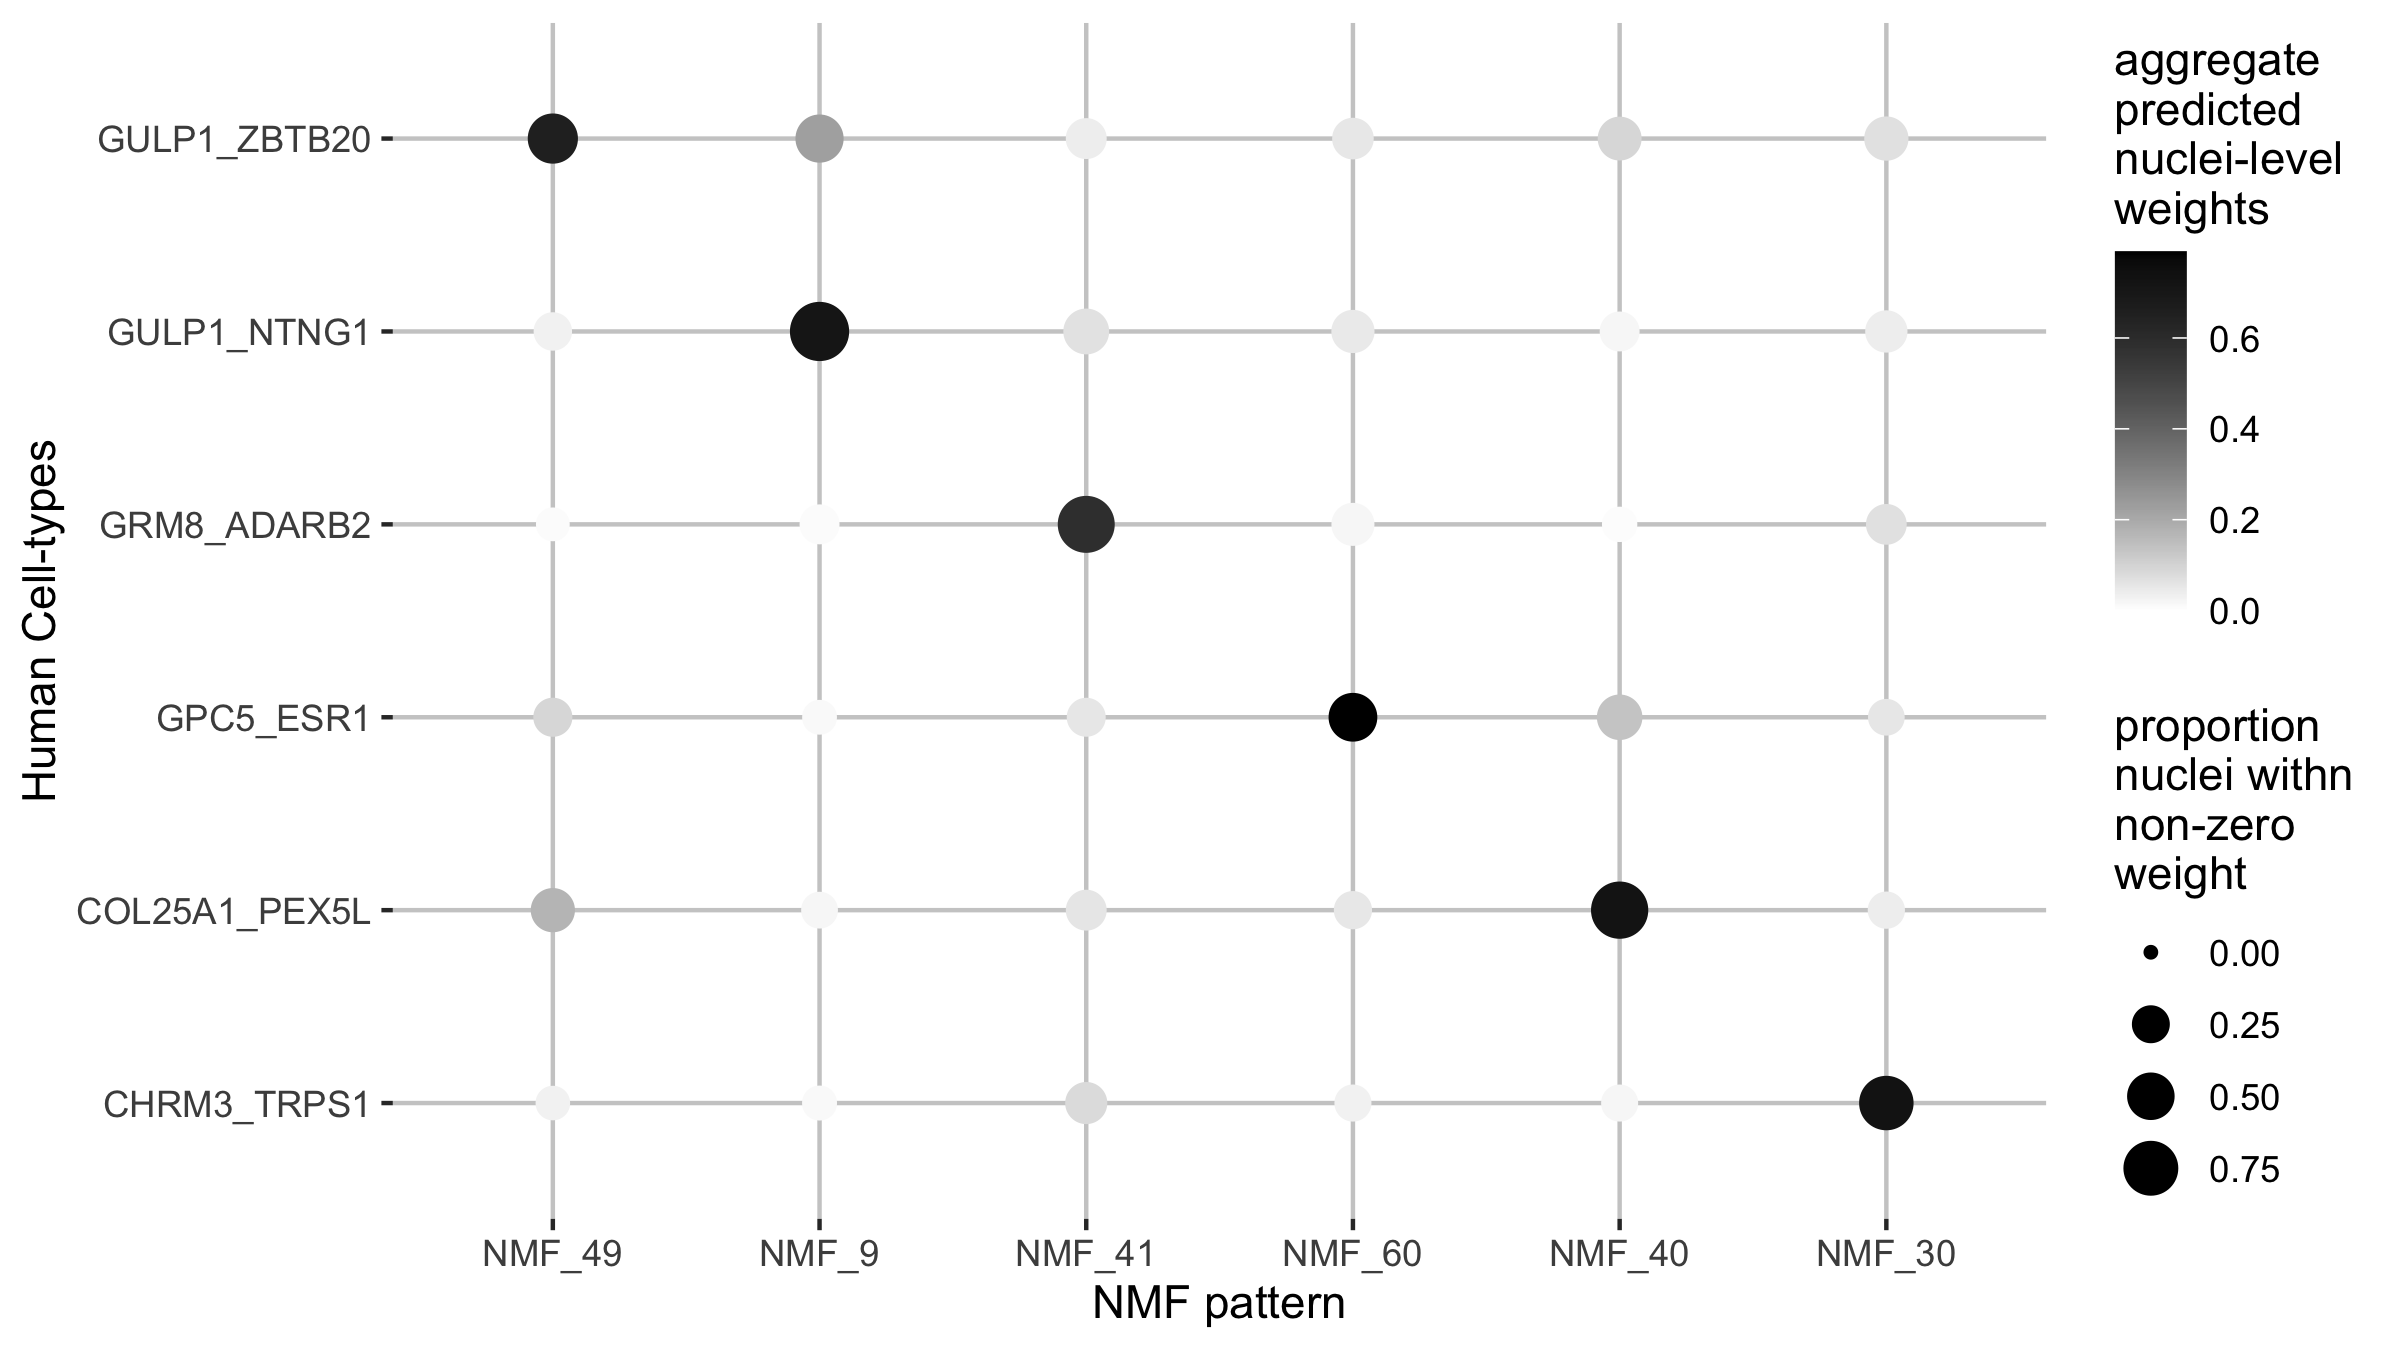 Human Cell-types
GULP1_ZBTB20
GULP1_NTNG1
GRM8_ADARB2
GPC5_ESR1
COL25A1_PEX5L
CHRM3_TRPS1
NMF_49
NMF_9
NMF_41
NMF_60
NMF_40
NMF_30
NMF pattern
aggregate
predicted
nuclei-level
weights
0.6
0.4
0.2
0.0
proportion
nuclei withn
non-zero
weight
0.00
0.25
0.50
0.75